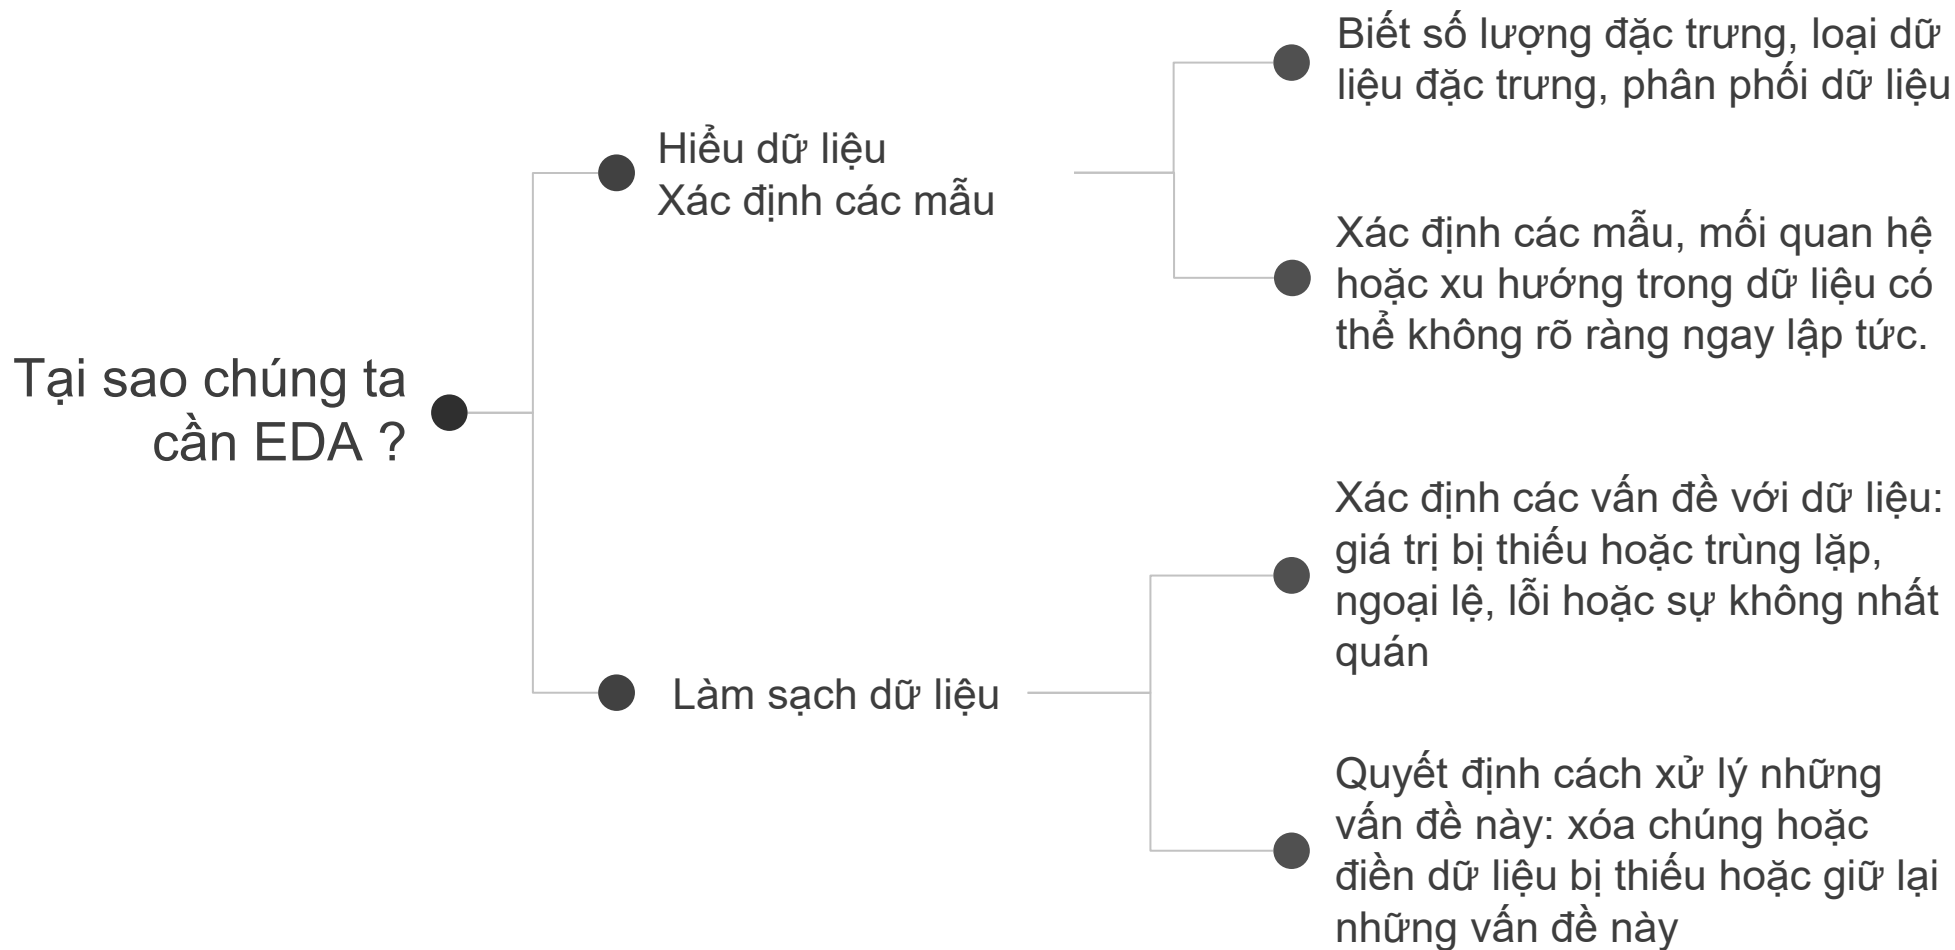 Tại sao chúng ta
cần EDA ?
Hiểu dữ liệu
Xác định các mẫu
Biết số lượng đặc trưng, loại dữ
liệu đặc trưng, phân phối dữ liệu
Xác định các mẫu, mối quan hệ
hoặc xu hướng trong dữ liệu có
thể không rõ ràng ngay lập tức.
Làm sạch dữ liệu
Xác định các vấn đề với dữ liệu:
giá trị bị thiếu hoặc trùng lặp,
ngoại lệ, lỗi hoặc sự không nhất
quán
Quyết định cách xử lý những
vấn đề này: xóa chúng hoặc
điền dữ liệu bị thiếu hoặc giữ lại
những vấn đề này